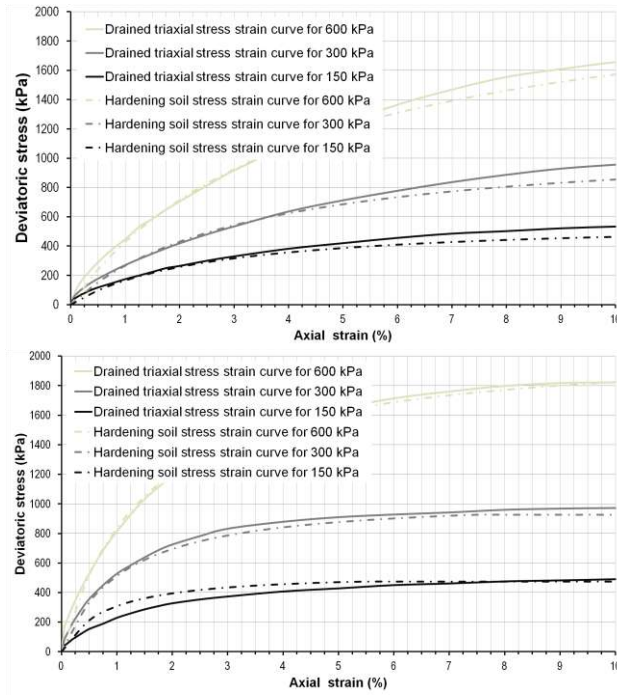 2000
1800
1600
1400
1200
1000
800
600
400
200
0
Deviatoric stress (kPa)
Drained triaxial stress strain curve for 600 kPa
Drained triaxial stress strain curve for 300 kPa
Drained triaxial stress strain curve for 150 kPa
Hardening soil stress strain curve for 600 kPa
Hardening soil stress strain curve for 300 kPa
Hardening soil stress strain curve for 150 kPa
0 1 2 3 4 5 6 7 8 9 10
Axial strain (%)
2000
1800
1600
1400
1200
1000
800
600
400
200
0
Deviatoric stress (kPa)
Drained triaxial stress strain curve for 600 kPa
Drained triaxial stress strain curve for 300 kPa
Drained triaxial stress strain curve for 150 kPa
Hardening soil stress strain curve for 600 kPa
Hardening soil stress strain curve for 300 kPa
Hardening soil stress strain curve for 150 kPa
0 1 2 3 4 5 6 7 8 9 10
Axial strain (%)